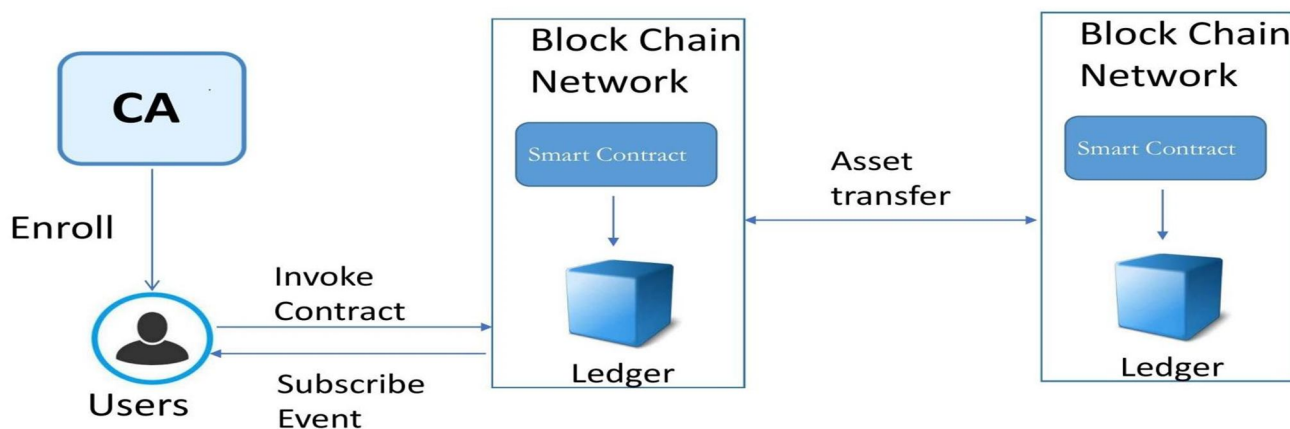 CA
Enroll
Users
Invoke
Contract
Subscribe
Event
Block Chain
Network
Smart Contract
Ledger
Asset
transfer
Block Chain
Network
Smart Contract
Ledger